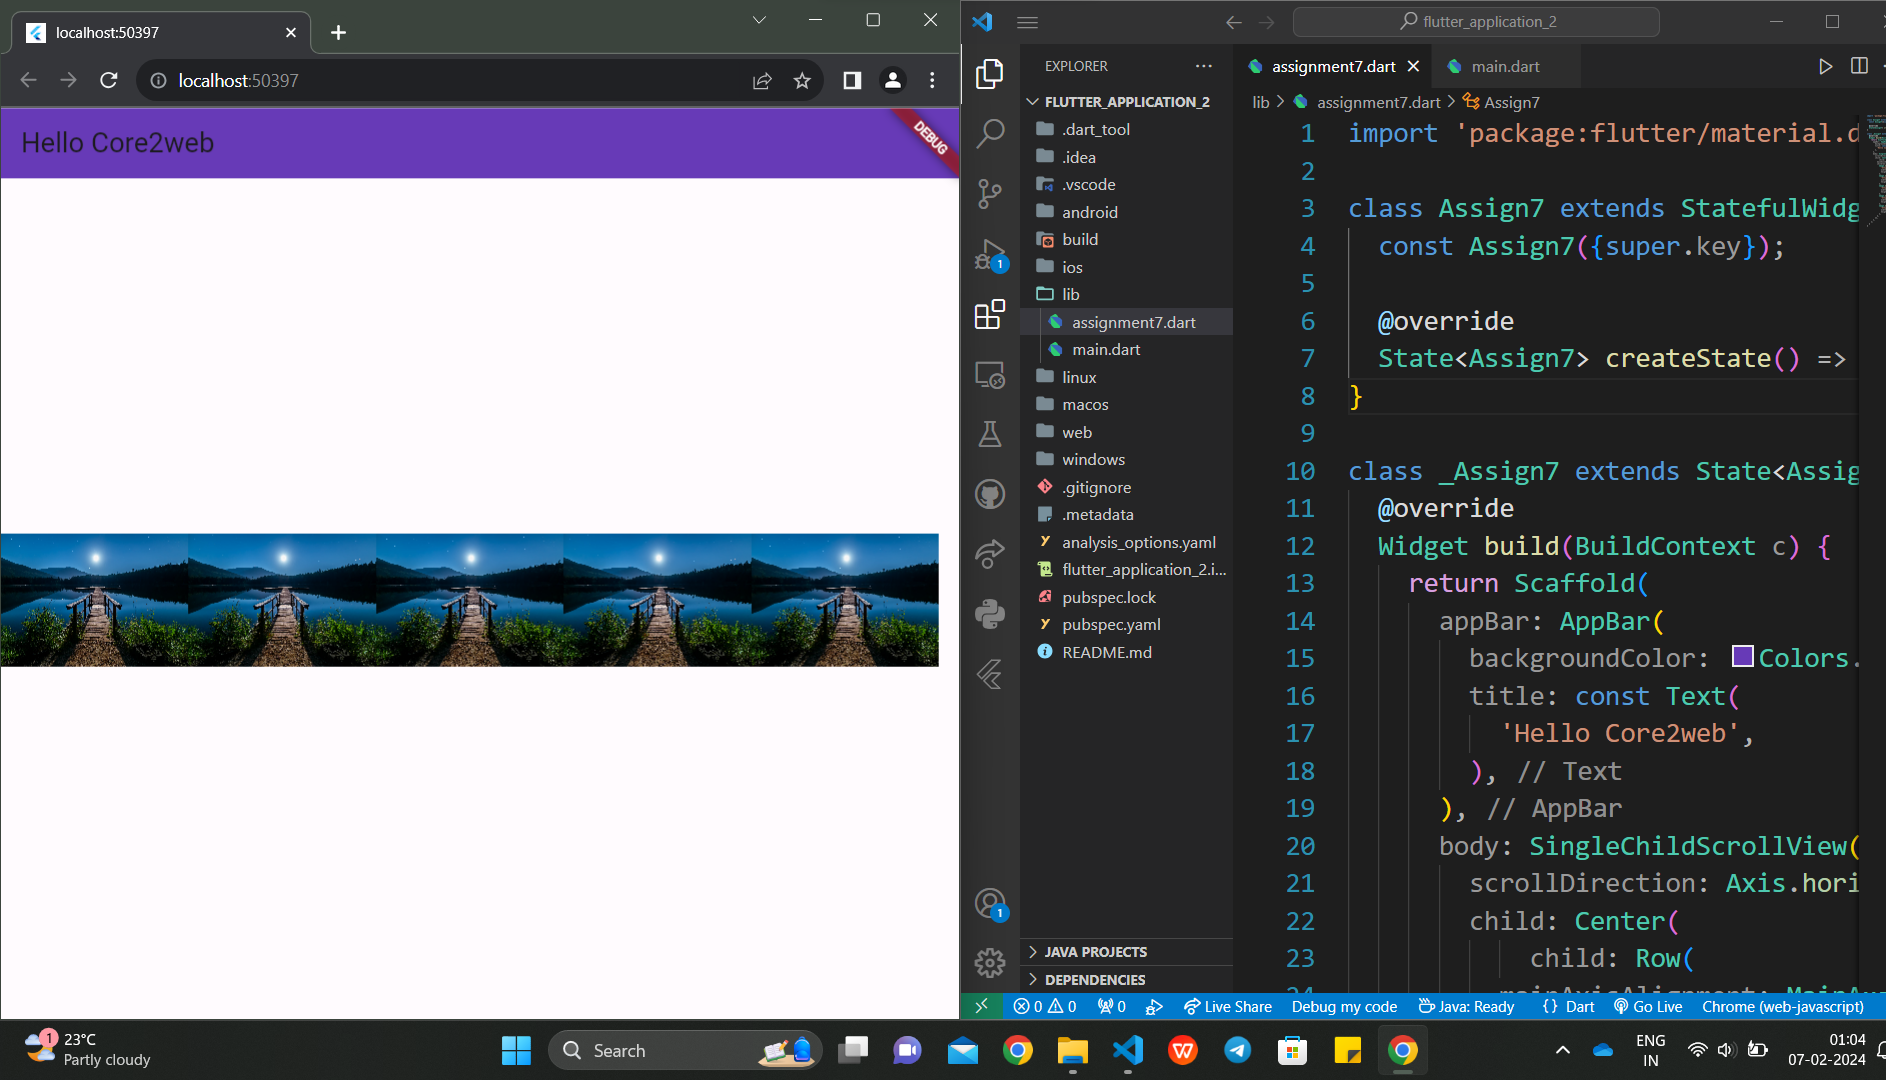 localhost:50397
localhost:50397
Hello Core2web
DEBUG
flutter_application_2
EXPLORER
FLUTTER_APPLICATION_2
.dart_tool
.idea
.vscode
android
build
ios
lib
assignment7.dart
main.dart
linux
macos
web
windows
.gitignore
.metadata
analysis_options.yaml
flutter_application_2.i...
pubspec.lock
pubspec.yaml
README.md
JAVA PROJECTS
DEPENDENCIES
1
1
assignment7.dart
main.dart
lib > assignment7.dart > Assign7
1 import 'package:flutter/material.d
2
3 class Assign7 extends StatefulWidg
4 const Assign7({super.key});
5
6 @override
7 State<Assign7> createState() =>
8 }
9
10 class _Assign7 extends State<Assig
11 @override
12 Widget build(BuildContext c) {
13 return Scaffold(
14 appBar: AppBar(
15 backgroundColor: Colors.
16 title: const Text(
17 'Hello Core2web',
18 ), // Text
19 ), // AppBar
20 body: SingleChildScrollView(
21 scrollDirection: Axis.hori
22 child: Center(
23 child: Row(
24 mainAxisAlignment: MainAx
0 0 0 Live Share Debug my code Java: Ready {} Dart Go Live Chrome (web-javascript)
1 23°C
Partly cloudy
Search
ENG
IN
01:04
07-02-2024